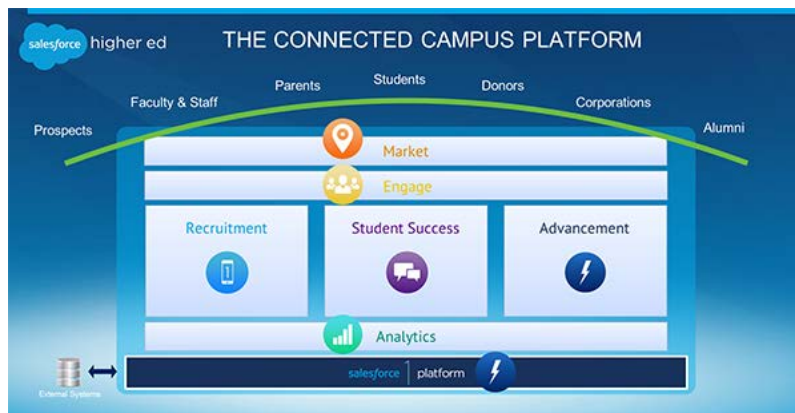 salesforce higher ed
THE CONNECTED CAMPUS PLATFORM
Prospects
Faculty & Staff
Parents
Students
Donors
Corporations
Alumni
Market
Engage
Recruitment
Student Success
Advancement
1
Analytics
External Systems
salesforce platform